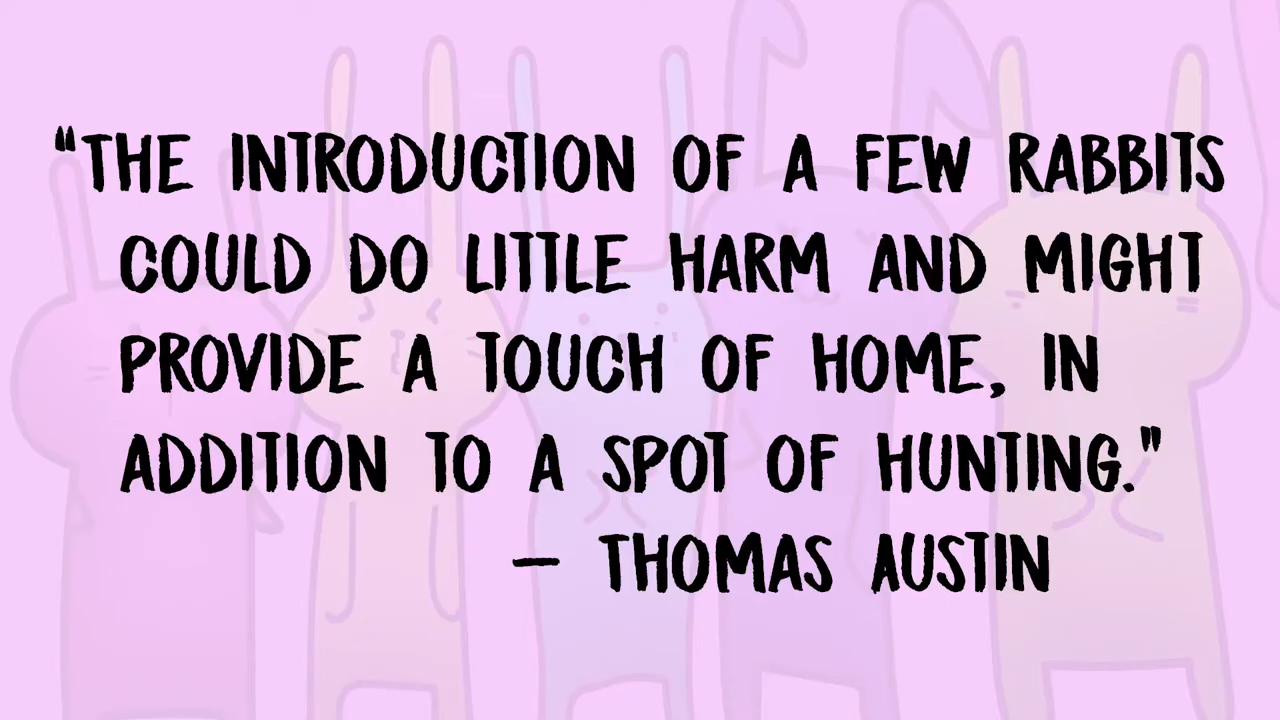 "THE INTRODUCTION OF A FEW RABBITS
COULD DO LITTLE HARM AND MIGHT
PROVIDE A TOUCH OF HOME, IN
ADDITION TO A SPOT OF HUNTING."
– THOMAS AUSTIN